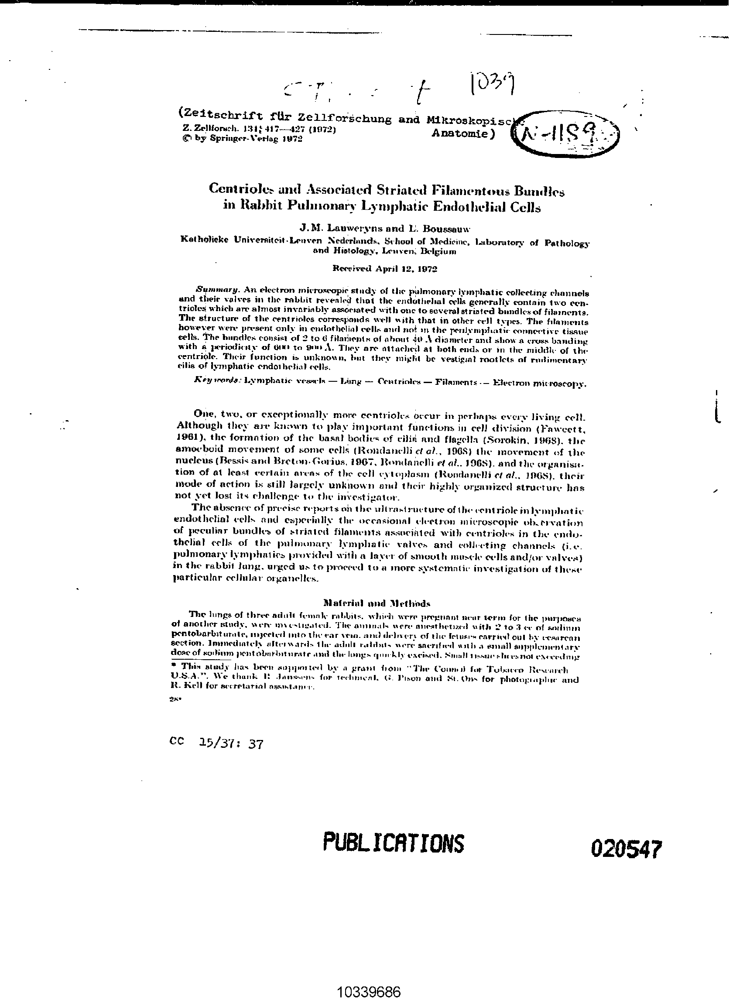 1039
(Zeitschrift für Zellforschung and Mikroskopisc
Anatomie)
N-1189
Z. Zellforsch. 131, 417—427 (1972)
© by Springer-Verlag 1972
Centrioles and Associated Striated Filamentous Bundles
in Rabbit Pulmonary Lymphatic Endothelial Cells
J.M. Lauweryns and L. Boussauw
Katholieke Universiteit-Leuven Nederlands, School of Medicine, Laboratory of Pathology
and Histology, Leuven, Belgium
Received April 12, 1972
Summary. An electron microscopic study of the pulmonary lymphatic collecting channels
and their valves in the rabbit revealed that the endothelial cells generally contain two cen-
trioles which are almost invariably associated with one to several striated bundles of filaments.
The structure of the centrioles corresponds well with that in other cell types. The filaments
however were present only in endothelial cells and not in the perilymphatic connective tissue
cells. The bundles consist of 2 to 6 filaments of about 40 Å diameter and show a cross banding
with a periodicity of 600 to 900 Å. They are attached at both ends or in the middle of the
centriole. Their function is unknown, but they might be vestigial rootlets of rudimentary
cilia of lymphatic endothelial cells.
Key words: Lymphatic vessels — Lung — Centrioles — Filaments — Electron microscopy.
One, two, or exceptionally more centrioles occur in perhaps every living cell.
Although they are known to play important functions in cell division (Fawcett,
1961), the formation of the basal bodies of cilia and flagella (Sorokin, 1968), the
amoeboid movement of some cells (Rondanelli et al., 1968) the movement of the
nucleus (Bessis and Breton-Gorius, 1967, Rondanelli et al., 1968), and the organisa-
tion of at least certain areas of the cell cytoplasm (Rondanelli et al., 1968), their
mode of action is still largely unknown and their highly organized structure has
not yet lost its challenge to the investigator.
The absence of precise reports on the ultrastructure of the centriole in lymphatic
endothelial cells and especially the occasional electron microscopic observation
of peculiar bundles of striated filaments associated with centrioles in the endo-
thelial cells of the pulmonary lymphatic valves and collecting channels (i.e.
pulmonary lymphatics provided with a layer of smooth muscle cells and/or valves)
in the rabbit lung, urged us to proceed to a more systematic investigation of these
particular cellular organelles.
Material and Methods
The lungs of three adult female rabbits, which were pregnant near term for the purposes
of another study, were investigated. The animals were anesthetized with 2 to 3 cc of sodium
pentobarbiturate, injected into the ear vein, and delivery of the fetuses carried out by cesarean
section. Immediately afterwards the adult rabbits were sacrified with a small supplementary
dose of sodium pentobarbiturate and the lungs quickly excised. Small tissue slices not exceeding
* This study has been supported by a grant from "The Council for Tobacco Research
U.S.A.". We thank R. Janssens for technical, G. Pison and St. Ons for photographic and
R. Kell for secretarial assistance.
28*
CC 15/37: 37
PUBLICATIONS
020547
10339686